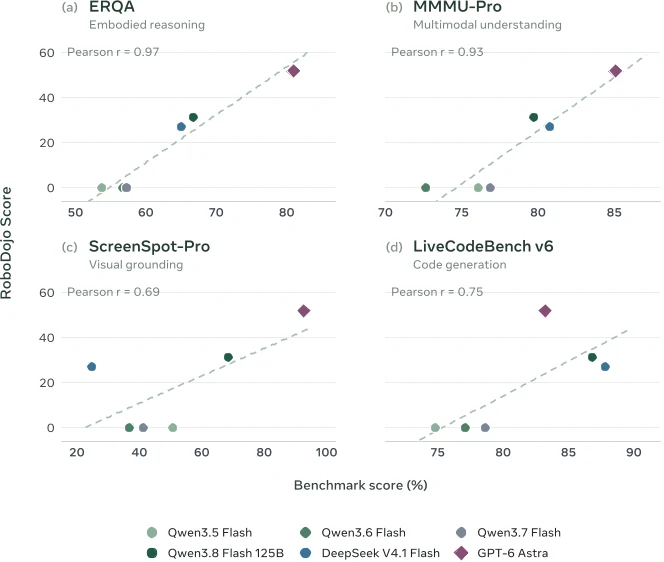 (a) ERQA
Embodied reasoning
Pearson r = 0.97
60
40
20
0
50 60 70 80
(b) MMMU-Pro
Multimodal understanding
Pearson r = 0.93
70 75 80 85
RoboDojo Score
(c) ScreenSpot-Pro
Visual grounding
Pearson r = 0.69
60
40
20
0
20 40 60 80 100
(d) LiveCodeBench v6
Code generation
Pearson r = 0.75
75 80 85 90
Benchmark score (%)
Qwen3.5 Flash Qwen3.6 Flash Qwen3.7 Flash
Qwen3.8 Flash 125B DeepSeek V4.1 Flash GPT-6 Astra